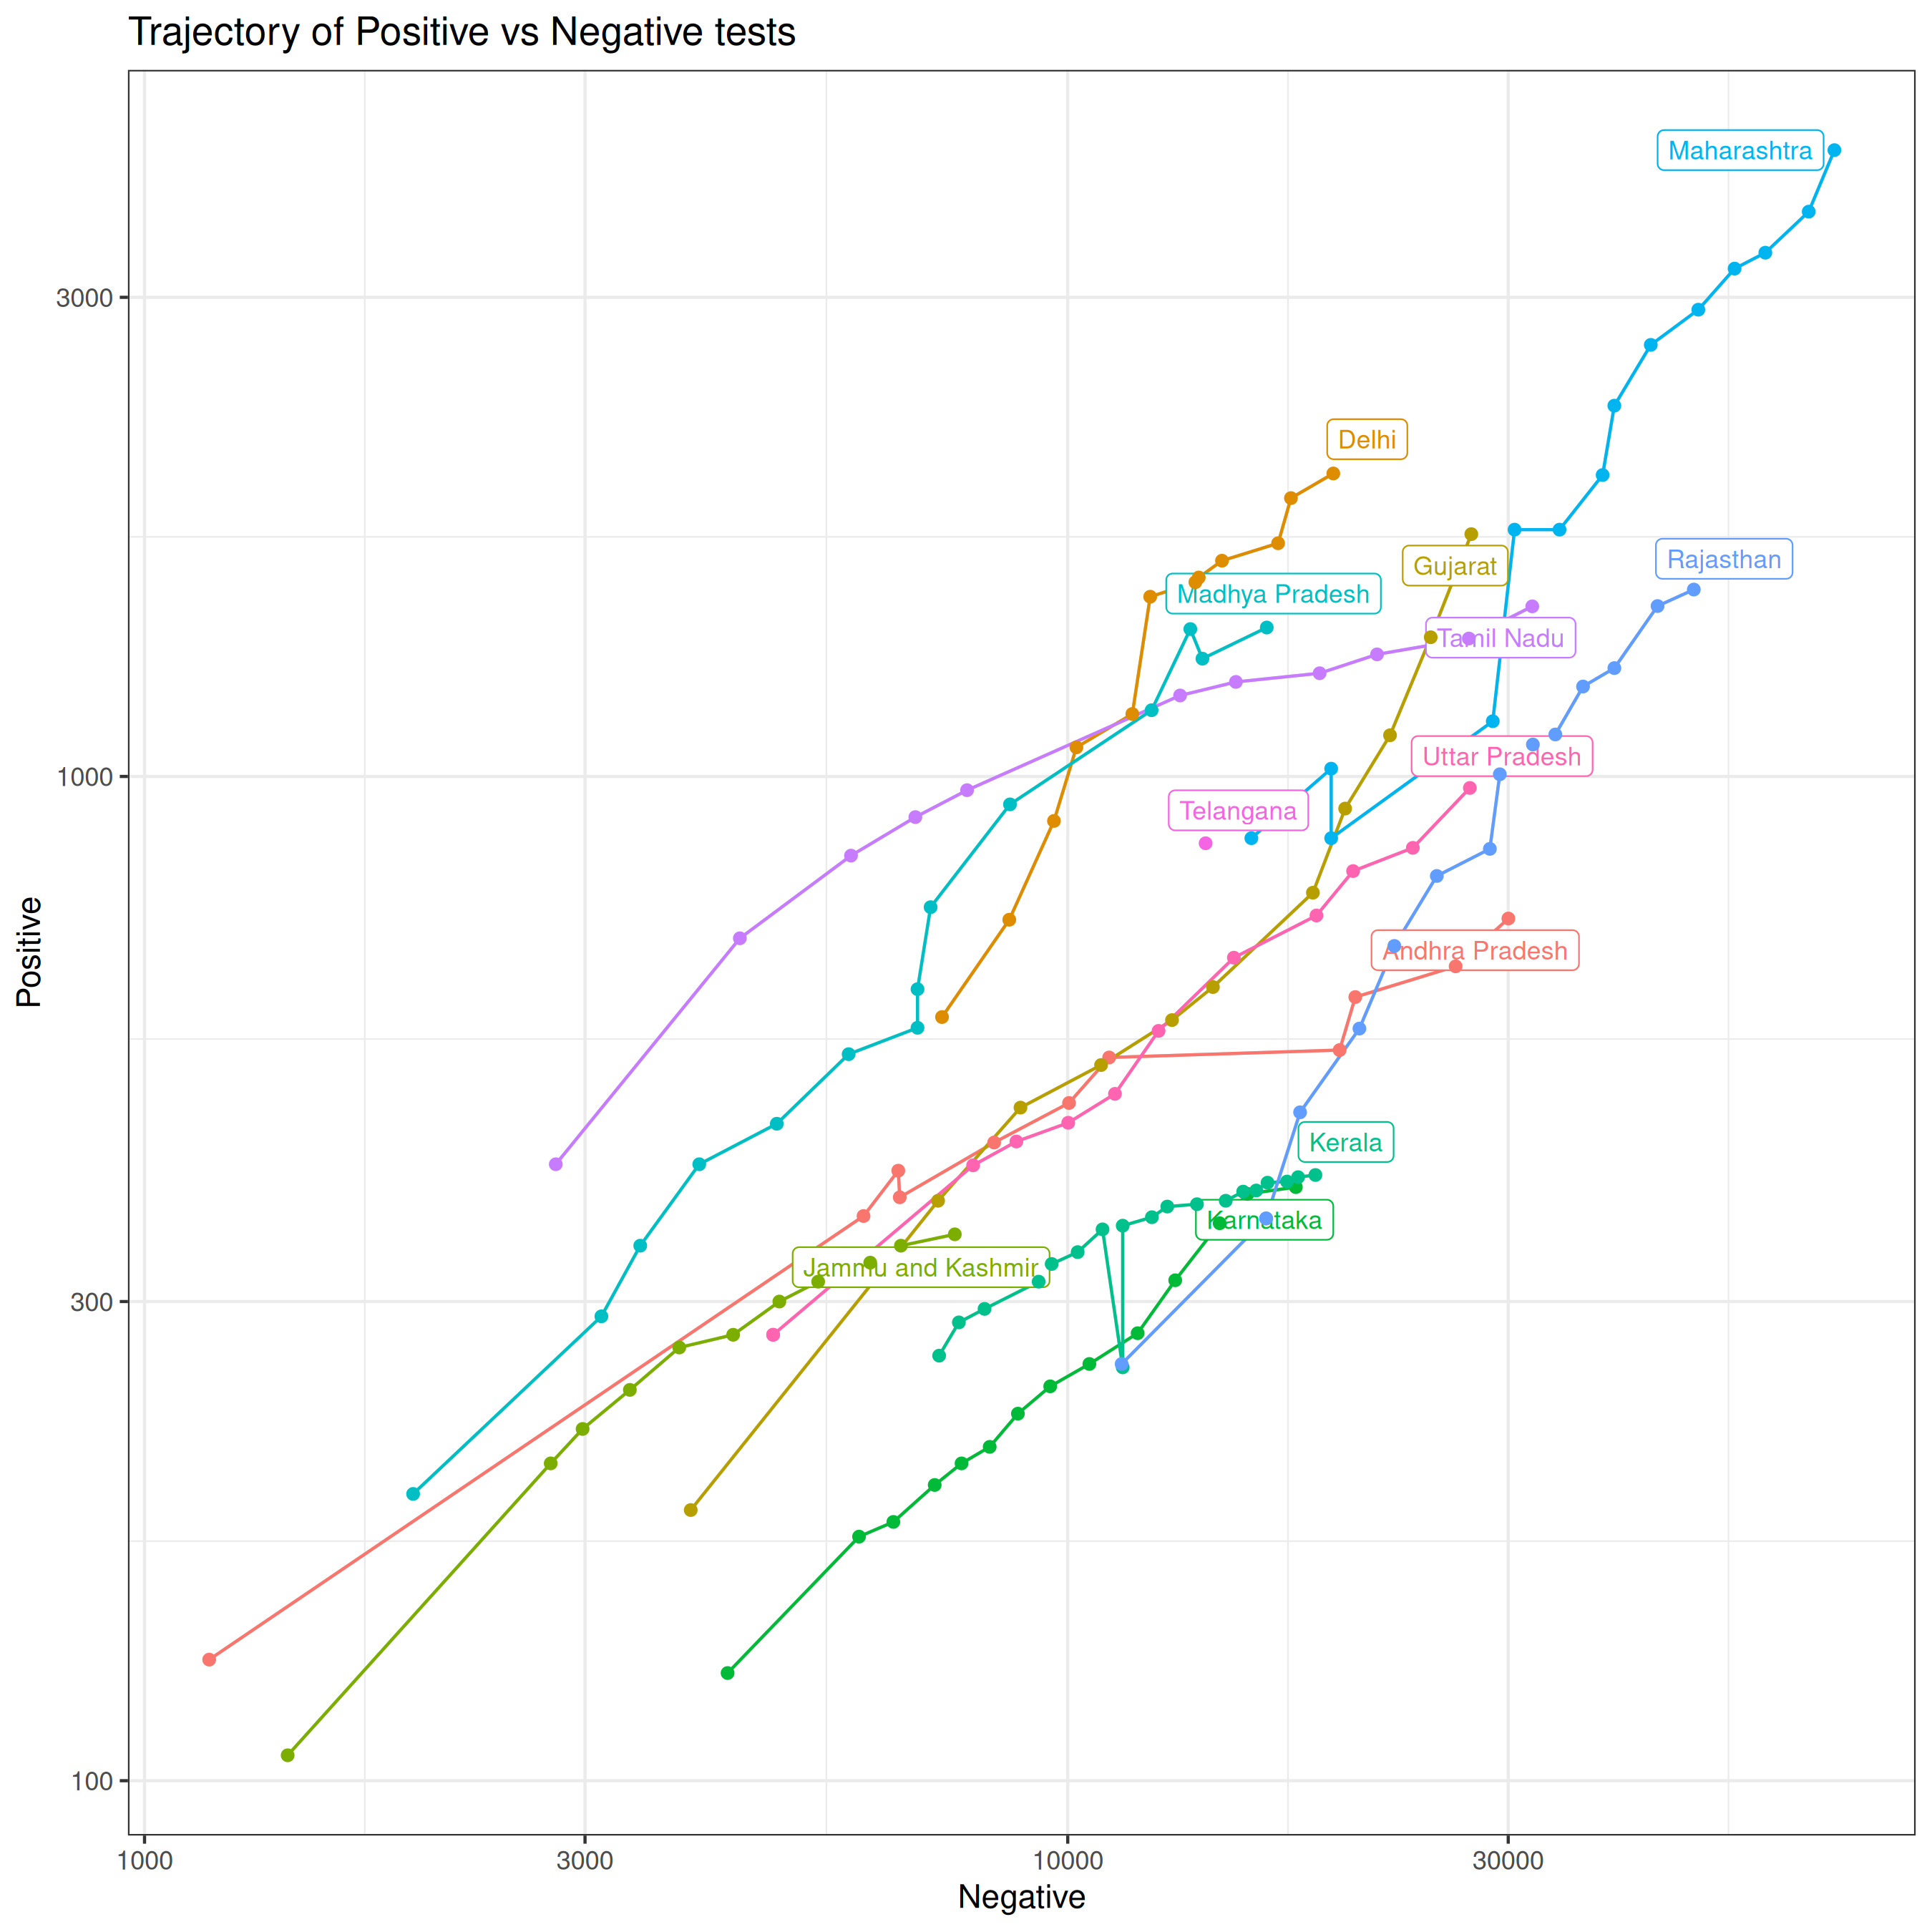 Trajectory of Positive vs Negative tests
Maharashtra
3000
Delhi
Gujarat
Rajasthan
Madhya Pradesh
Tamil Nadu
Uttar Pradesh
1000
Telangana
Positive
Andhra Pradesh
Kerala
Karnataka
Jammu and Kashmir
300
100
1000 3000 10000 30000
Negative